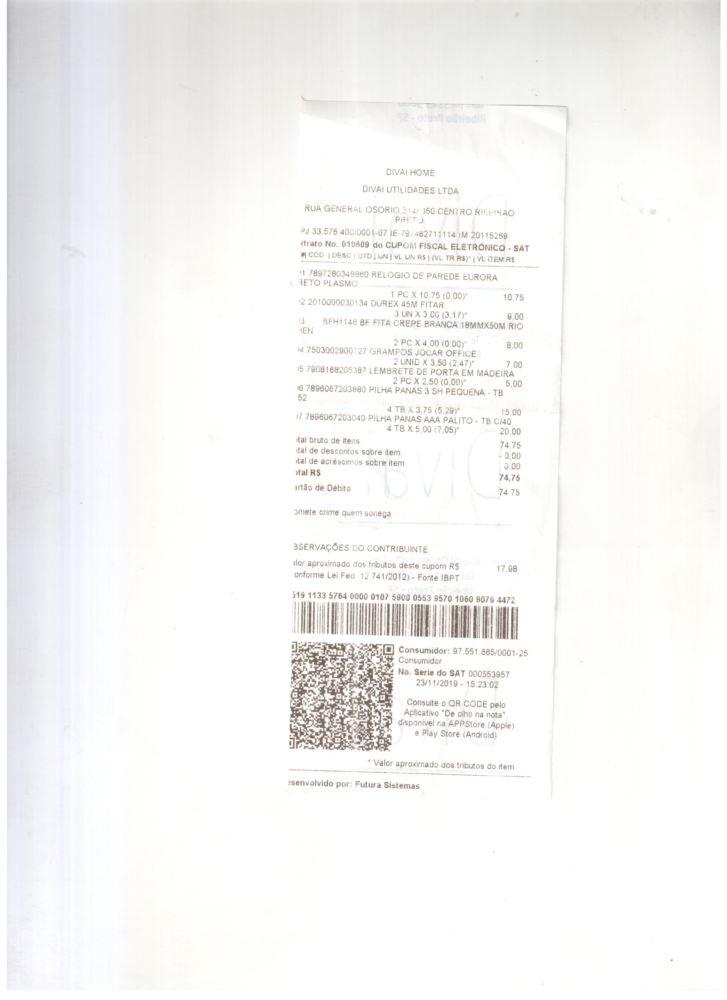 Ribeirão Preto - SP
DIVAI HOME
DIVAI UTILIDADES LTDA
RUA GENERAL OSORIO 344/ 350 CENTRO RIBEIRAO
PRETO
PJ 33.576.400/0001-07 IE 797482711114 IM 20115269
trato No. 010609 do CUPOM FISCAL ELETRÔNICO - SAT
#| COD | DESC | QTD | UN | VL UN R$ | (VL TR R$)* | VL ITEM R$
1 7897280348860 RELOGIO DE PAREDE EURORA
RETO PLASMO
1 PC X 10,75 (0,00)* 10,75
2 2010000030134 DUREX 45M FITAR
3 UN X 3,00 (3,17)* 9,00
3 BFH1146 BF FITA CREPE BRANCA 18MMX50M RIO
HEN
2 PC X 4,00 (0,00)* 8,00
4 7503002900727 GRAMPOS JOCAR OFFICE
2 UNID X 3,50 (2,47)* 7,00
5 7908168205387 LEMBRETE DE PORTA EM MADEIRA
2 PC X 2,50 (0,00)* 5,00
6 7896067203880 PILHA PANAS 3 SH PEQUENA - TB
52
4 TB X 3,75 (5,29)* 15,00
7 7896067203040 PILHA PANAS AAA PALITO - TB C/40
4 TB X 5,00 (7,05)* 20,00
otal bruto de itens 74,75
otal de descontos sobre item - 0,00
otal de acréscimos sobre item 0,00
otal R$ 74,75
artão de Débito 74,75
omete crime quem sonega
BSERVAÇÕES DO CONTRIBUINTE
alor aproximado dos tributos deste cupom R$ 17,98
onforme Lei Fed. 12.741/2012) - Fonte IBPT
519 1133 5764 0000 0107 5900 0553 9570 1060 9079 4472
Consumidor: 97.551.665/0001-25
Consumidor
No. Serie do SAT 000553957
23/11/2019 - 15:23:02
Consulte o QR CODE pelo
Aplicativo "De olho na nota",
disponível na APPStore (Apple)
e Play Store (Android)
* Valor aproximado dos tributos do item
esenvolvido por: Futura Sistemas